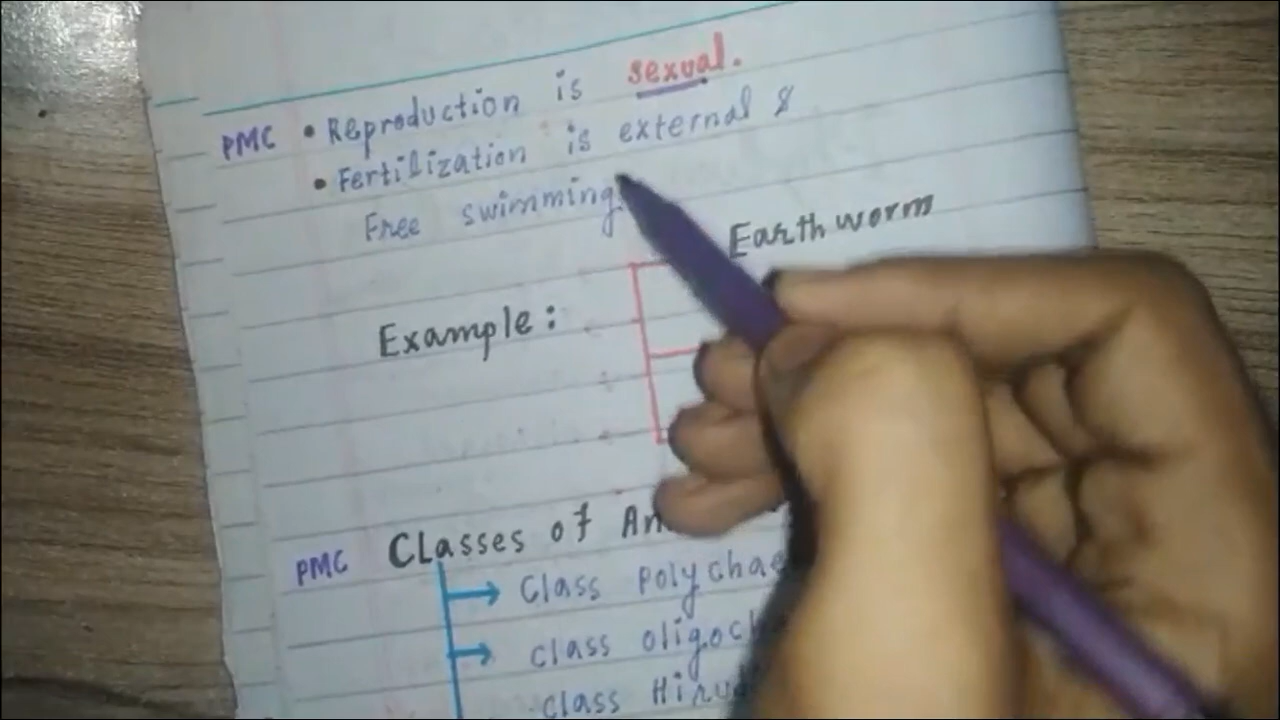 PMC • Reproduction is sexual.
• Fertilization is external &
Free swimming
Earthworm
Example:
PMC Classes of An
Class polychae
class oligoch
class Hirud